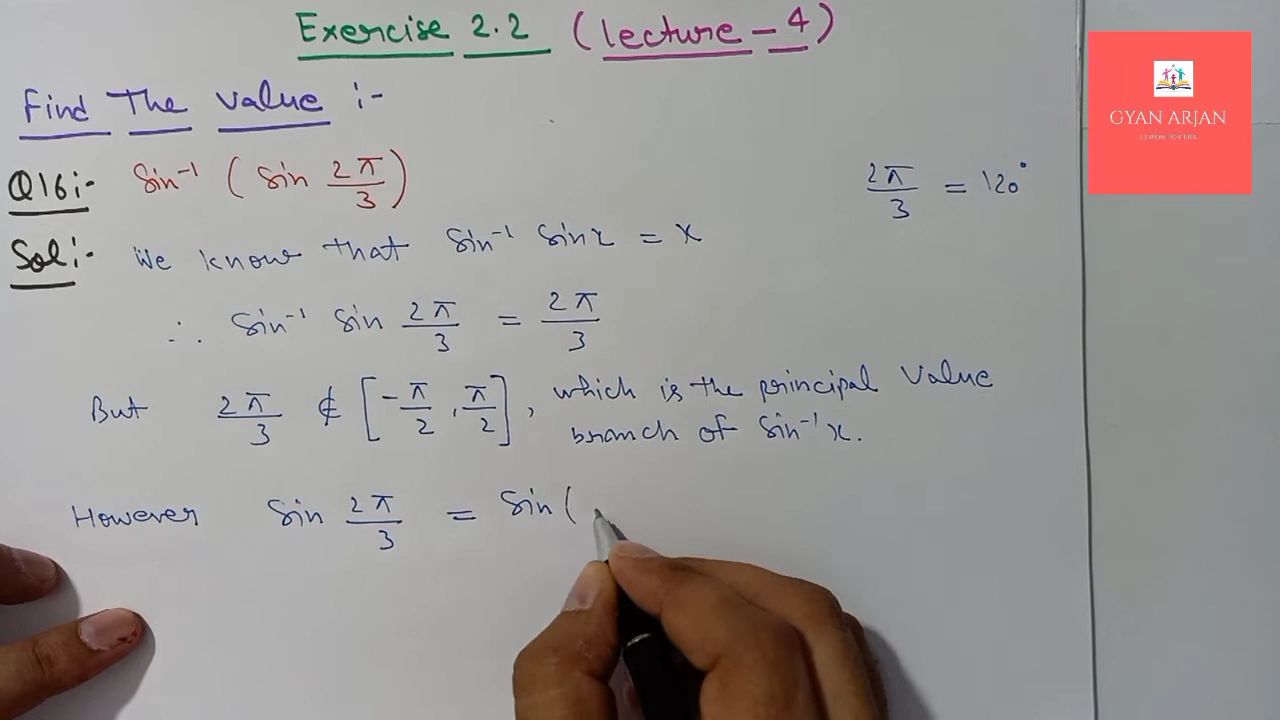 Exercise 2.2 (lecture - 4)
GYAN ARJAN
Find The value :-
Q16:- Sin⁻¹ (Sin 2π/3)
2π/3 = 120°
Sol:- We know that Sin⁻¹ Sinx = x
∴ Sin⁻¹ Sin 2π/3 = 2π/3
But 2π/3 ∉ [-π/2, π/2], which is the principal value
branch of Sin⁻¹x.
However Sin 2π/3 = Sin(